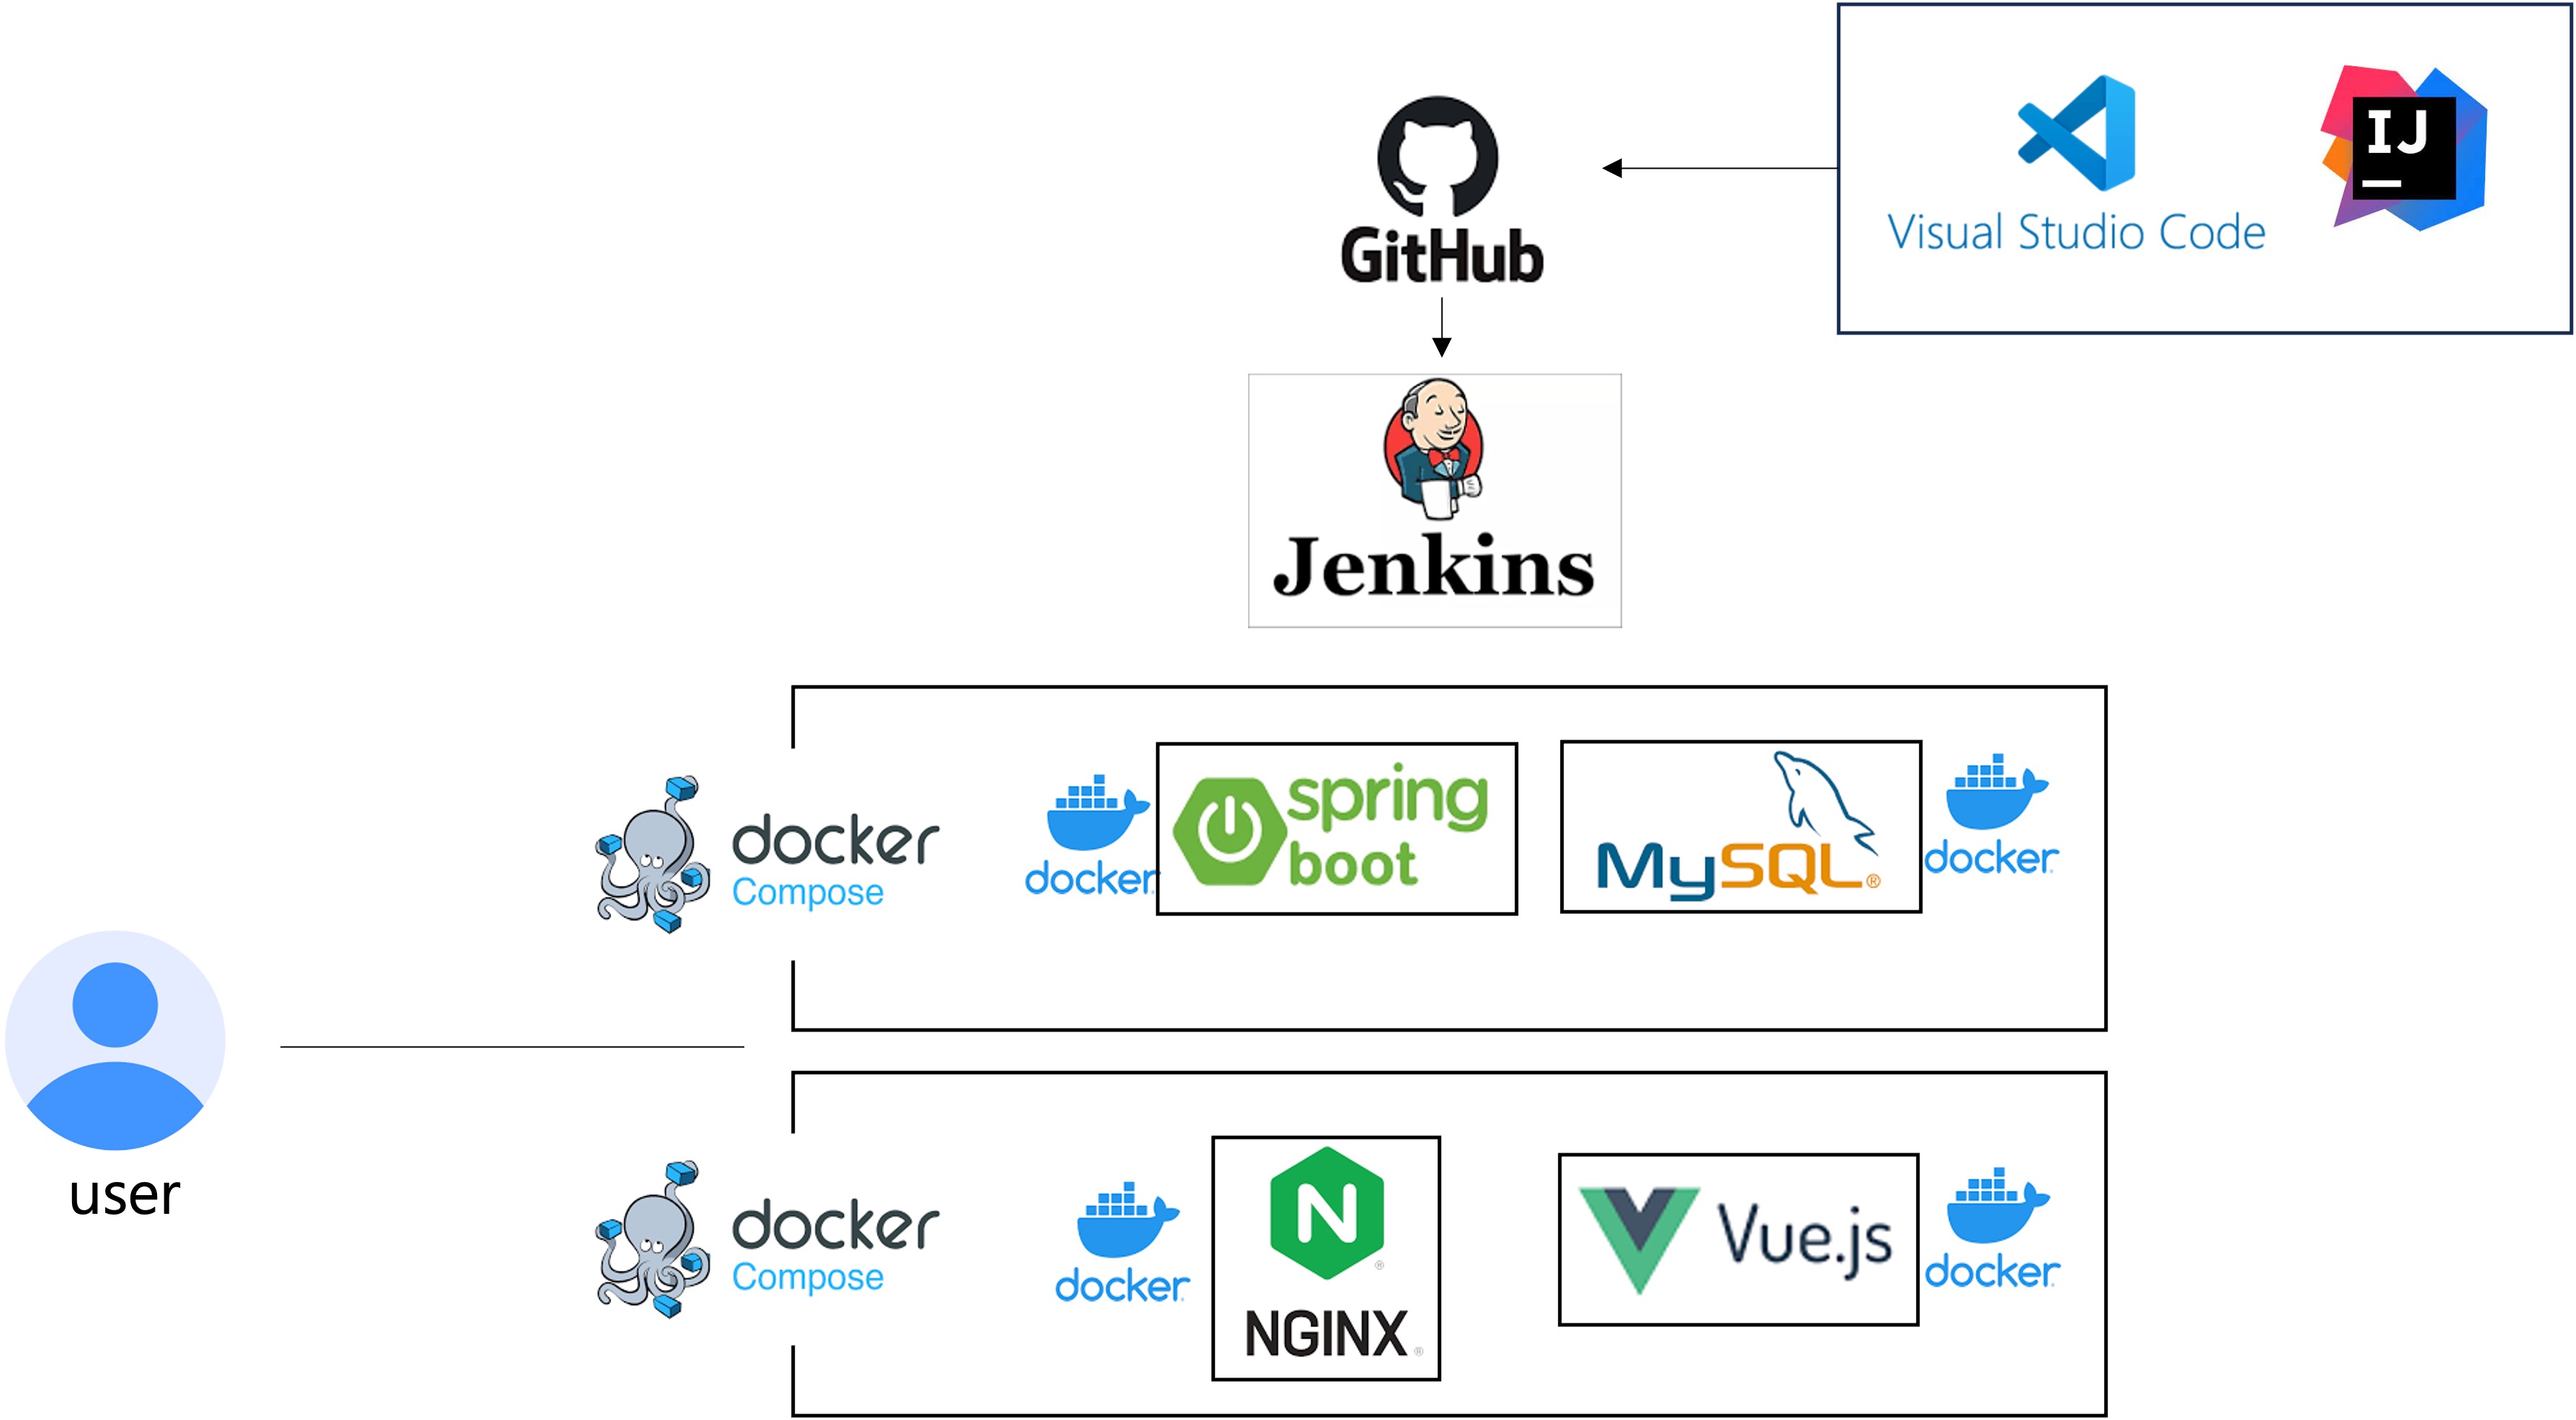 IJ
Visual Studio Code
GitHub
Jenkins
docker
Compose
docker
spring
boot
MySQL®
docker
user
docker
Compose
docker
N
NGINX
®
Vue.js
docker